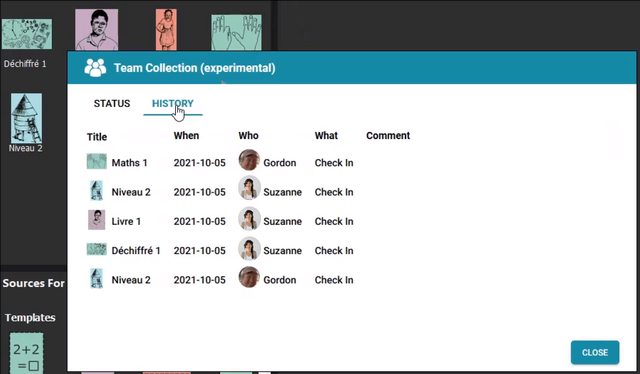 Déchiffré 1
Team Collection (experimental)
STATUS HISTORY
Niveau 2
Title When Who What Comment
Maths 1 2021-10-05 Gordon Check In
Niveau 2 2021-10-05 Suzanne Check In
Livre 1 2021-10-05 Suzanne Check In
Déchiffré 1 2021-10-05 Suzanne Check In
Niveau 2 2021-10-05 Gordon Check In
Sources For
Templates
2+2
=□
CLOSE